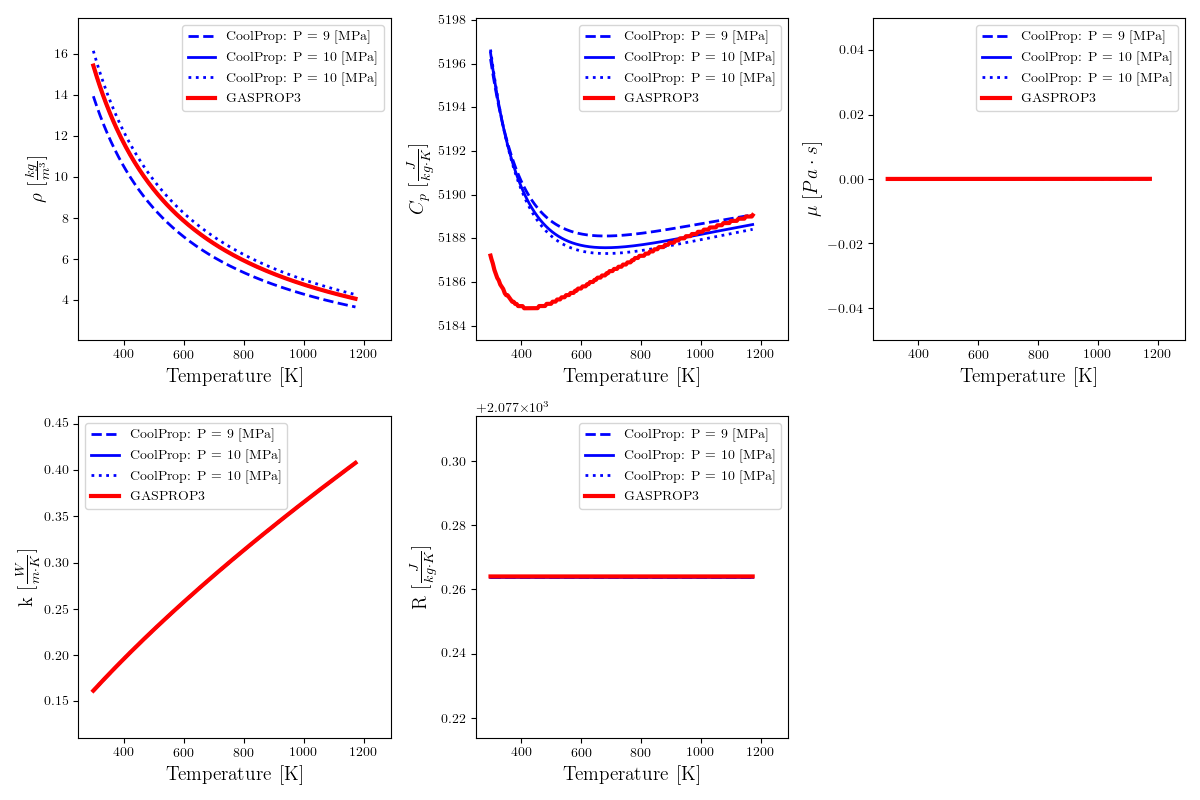 16
14
12
10
8
6
4
ρ [kg/m³]
CoolProp: P = 9 [MPa]
CoolProp: P = 10 [MPa]
CoolProp: P = 10 [MPa]
GASPROP3
400 600 800 1000 1200
Temperature [K]
5198
5196
5194
5192
5190
5188
5186
5184
C_p [J/kg·K]
CoolProp: P = 9 [MPa]
CoolProp: P = 10 [MPa]
CoolProp: P = 10 [MPa]
GASPROP3
400 600 800 1000 1200
Temperature [K]
0.04
0.02
0.00
−0.02
−0.04
μ [Pa · s]
CoolProp: P = 9 [MPa]
CoolProp: P = 10 [MPa]
CoolProp: P = 10 [MPa]
GASPROP3
400 600 800 1000 1200
Temperature [K]
0.45
0.40
0.35
0.30
0.25
0.20
0.15
k [W/m·K]
CoolProp: P = 9 [MPa]
CoolProp: P = 10 [MPa]
CoolProp: P = 10 [MPa]
GASPROP3
400 600 800 1000 1200
Temperature [K]
+2.077×10³
0.30
0.28
0.26
0.24
0.22
R [J/kg·K]
CoolProp: P = 9 [MPa]
CoolProp: P = 10 [MPa]
CoolProp: P = 10 [MPa]
GASPROP3
400 600 800 1000 1200
Temperature [K]